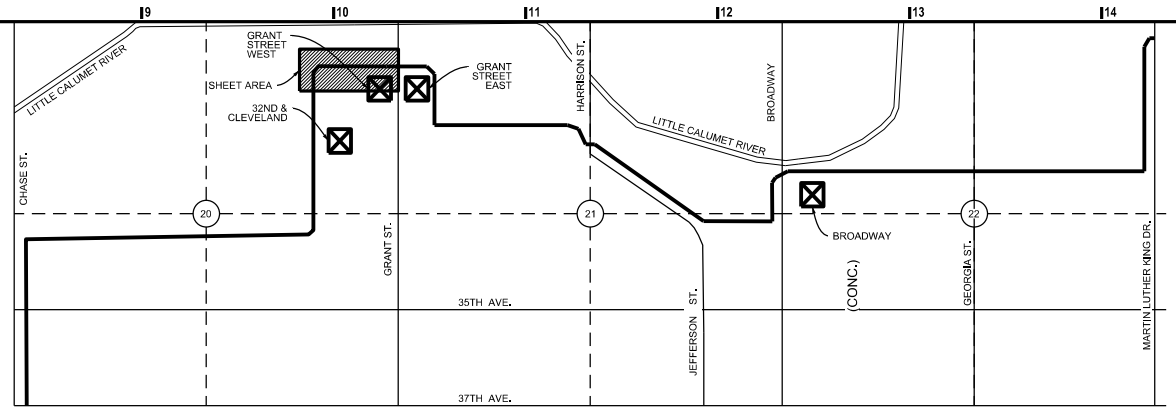 9
10
11
12
13
14
GRANT
STREET
WEST
SHEET AREA
GRANT
STREET
EAST
32ND &
CLEVELAND
LITTLE CALUMET RIVER
LITTLE CALUMET RIVER
HARRISON ST.
BROADWAY
CHASE ST.
20
21
22
BROADWAY
GRANT ST.
(CONC.)
GEORGIA ST.
MARTIN LUTHER KING DR.
35TH AVE.
JEFFERSON ST.
37TH AVE.